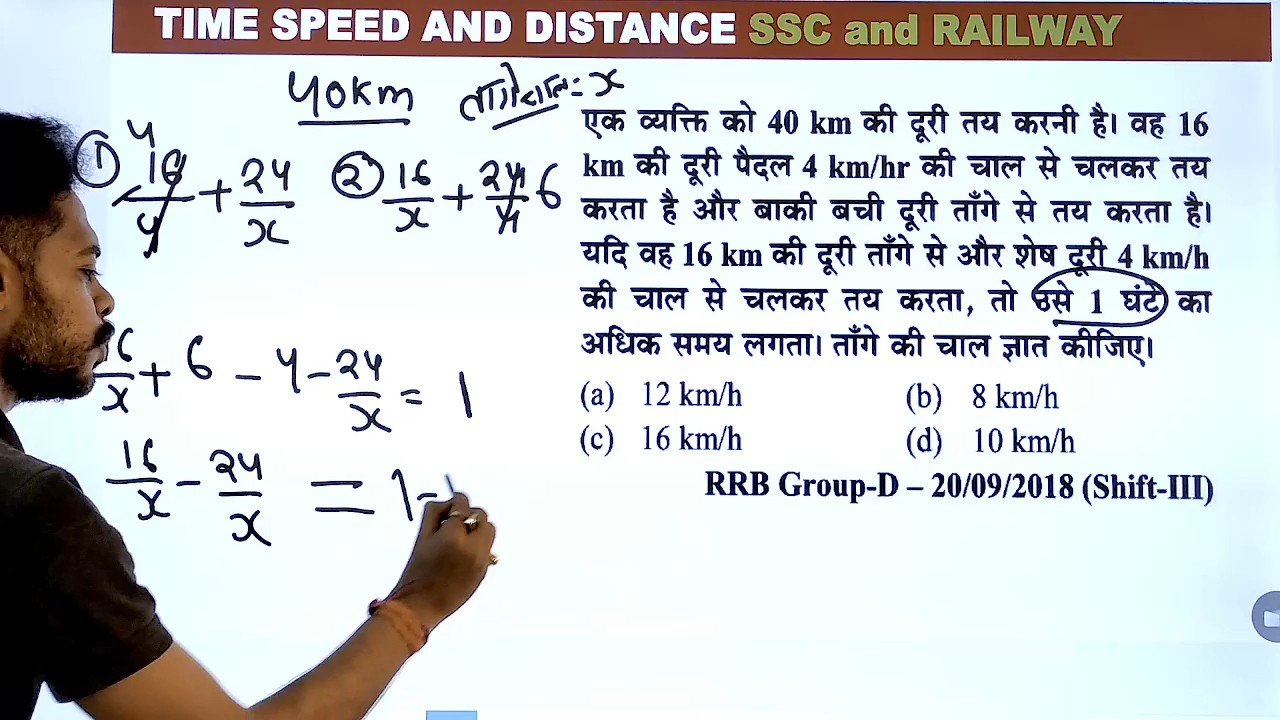 TIME SPEED AND DISTANCE SSC and RAILWAY
40km
एक व्यक्ति को 40 km की दूरी तय करनी है। वह 16
km की दूरी पैदल 4 km/hr की चाल से चलकर तय
करता है और बाकी बची दूरी ताँगे से तय करता है।
यदि वह 16 km की दूरी ताँगे से और शेष दूरी 4 km/h
की चाल से चलकर तय करता, तो उसे 1 घंटे का
अधिक समय लगता। ताँगे की चाल ज्ञात कीजिए।
(a) 12 km/h (b) 8 km/h
(c) 16 km/h (d) 10 km/h
RRB Group-D – 20/09/2018 (Shift-III)
① 4 16/4 + 24/x ② 16/x + 24/4 6
6/x + 6 - 4 - 24/x = 1
16/x - 24/x = 1-